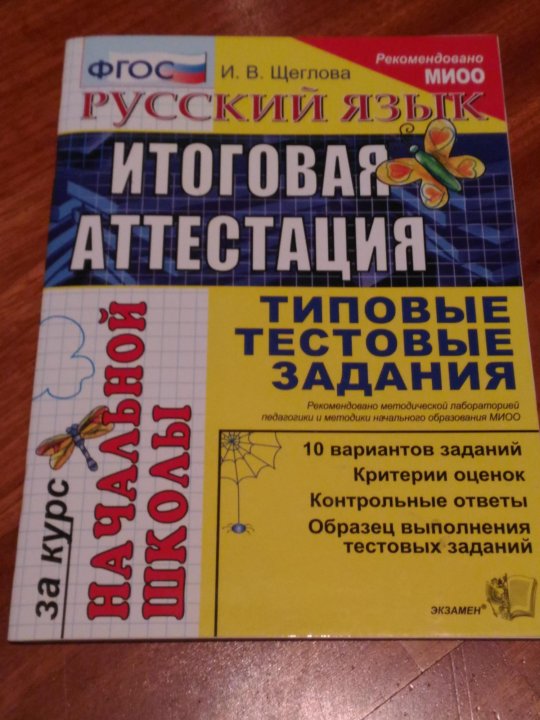 ФГОС
И. В. Щеглова
Рекомендовано
МИОО
РУССКИЙ ЯЗЫК
ИТОГОВАЯ
АТТЕСТАЦИЯ
за курс
НАЧАЛЬНОЙ
ШКОЛЫ
ТИПОВЫЕ
ТЕСТОВЫЕ
ЗАДАНИЯ
Рекомендовано методической лабораторией
педагогики и методики начального образования МИОО
10 вариантов заданий
Критерии оценок
Контрольные ответы
Образец выполнения
тестовых заданий
ЭКЗАМЕН®